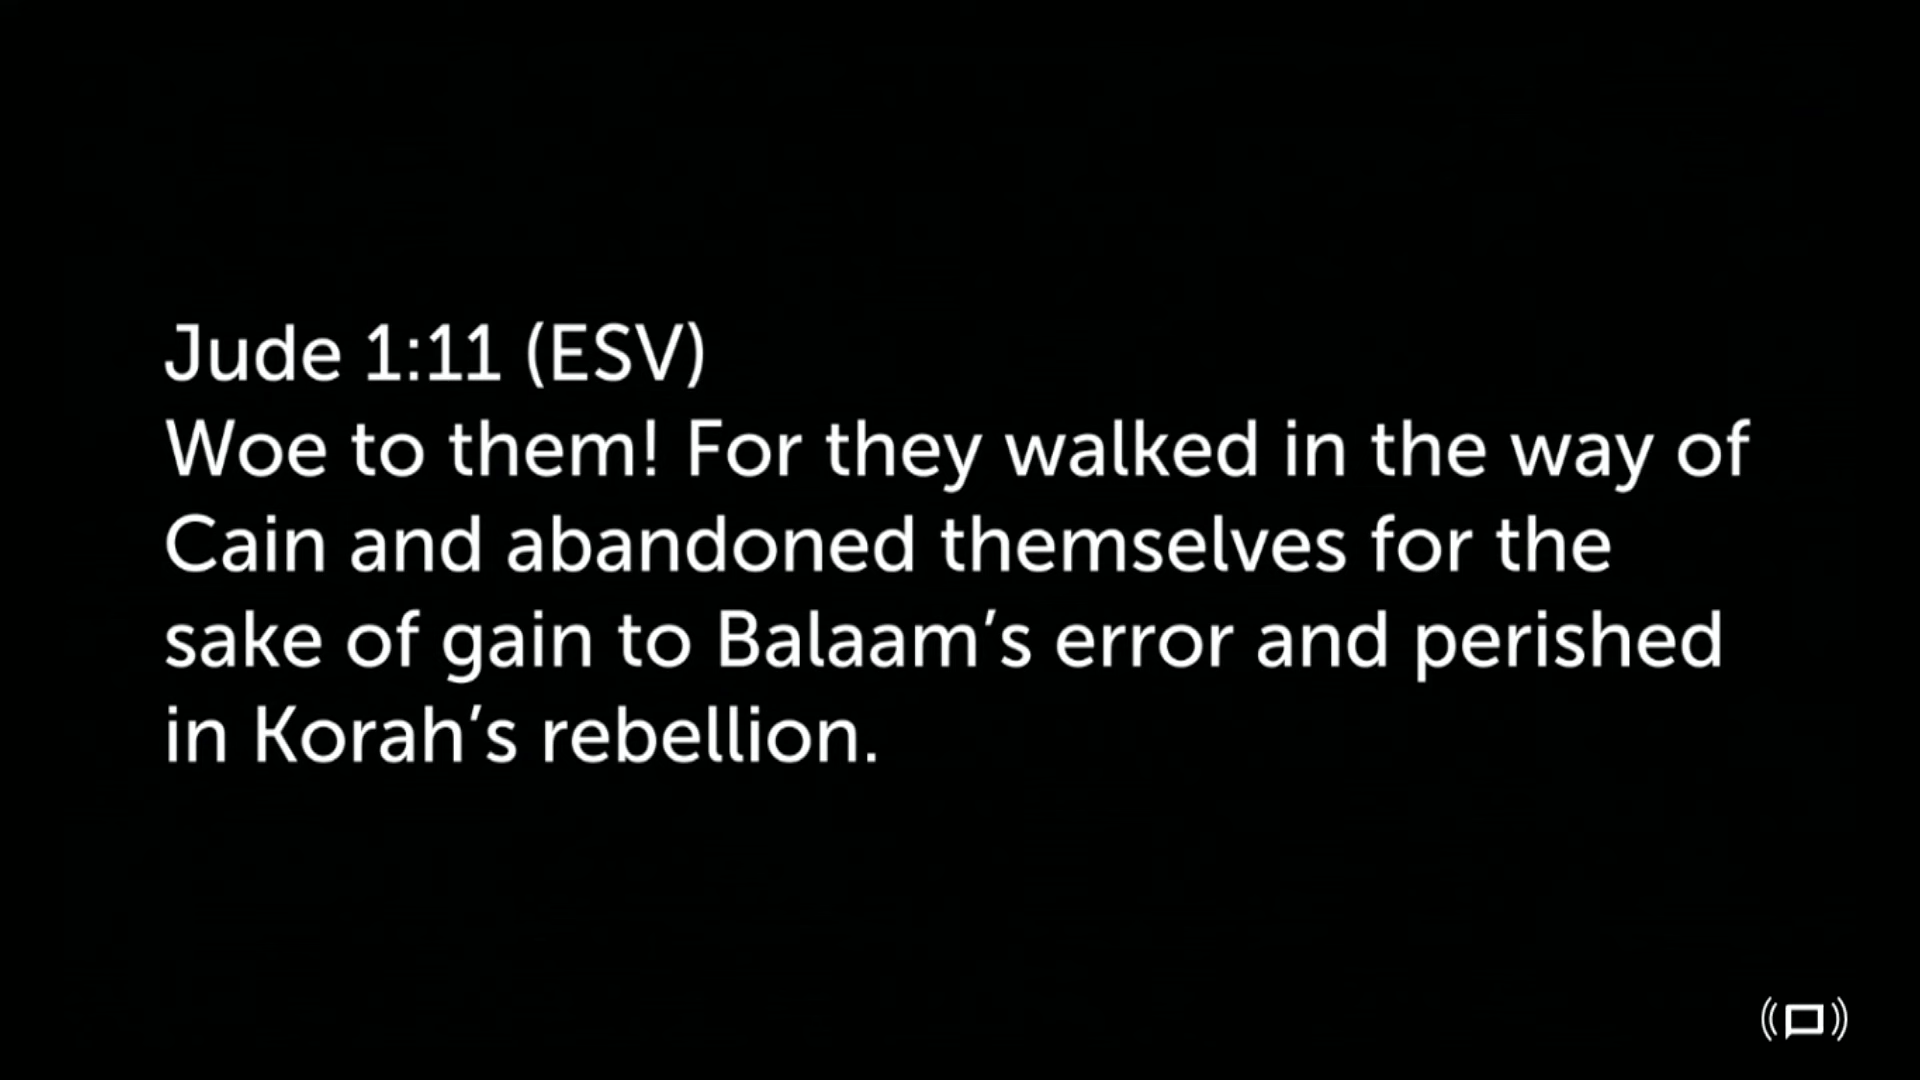 Jude 1:11 (ESV)
Woe to them! For they walked in the way of
Cain and abandoned themselves for the
sake of gain to Balaam’s error and perished
in Korah’s rebellion.